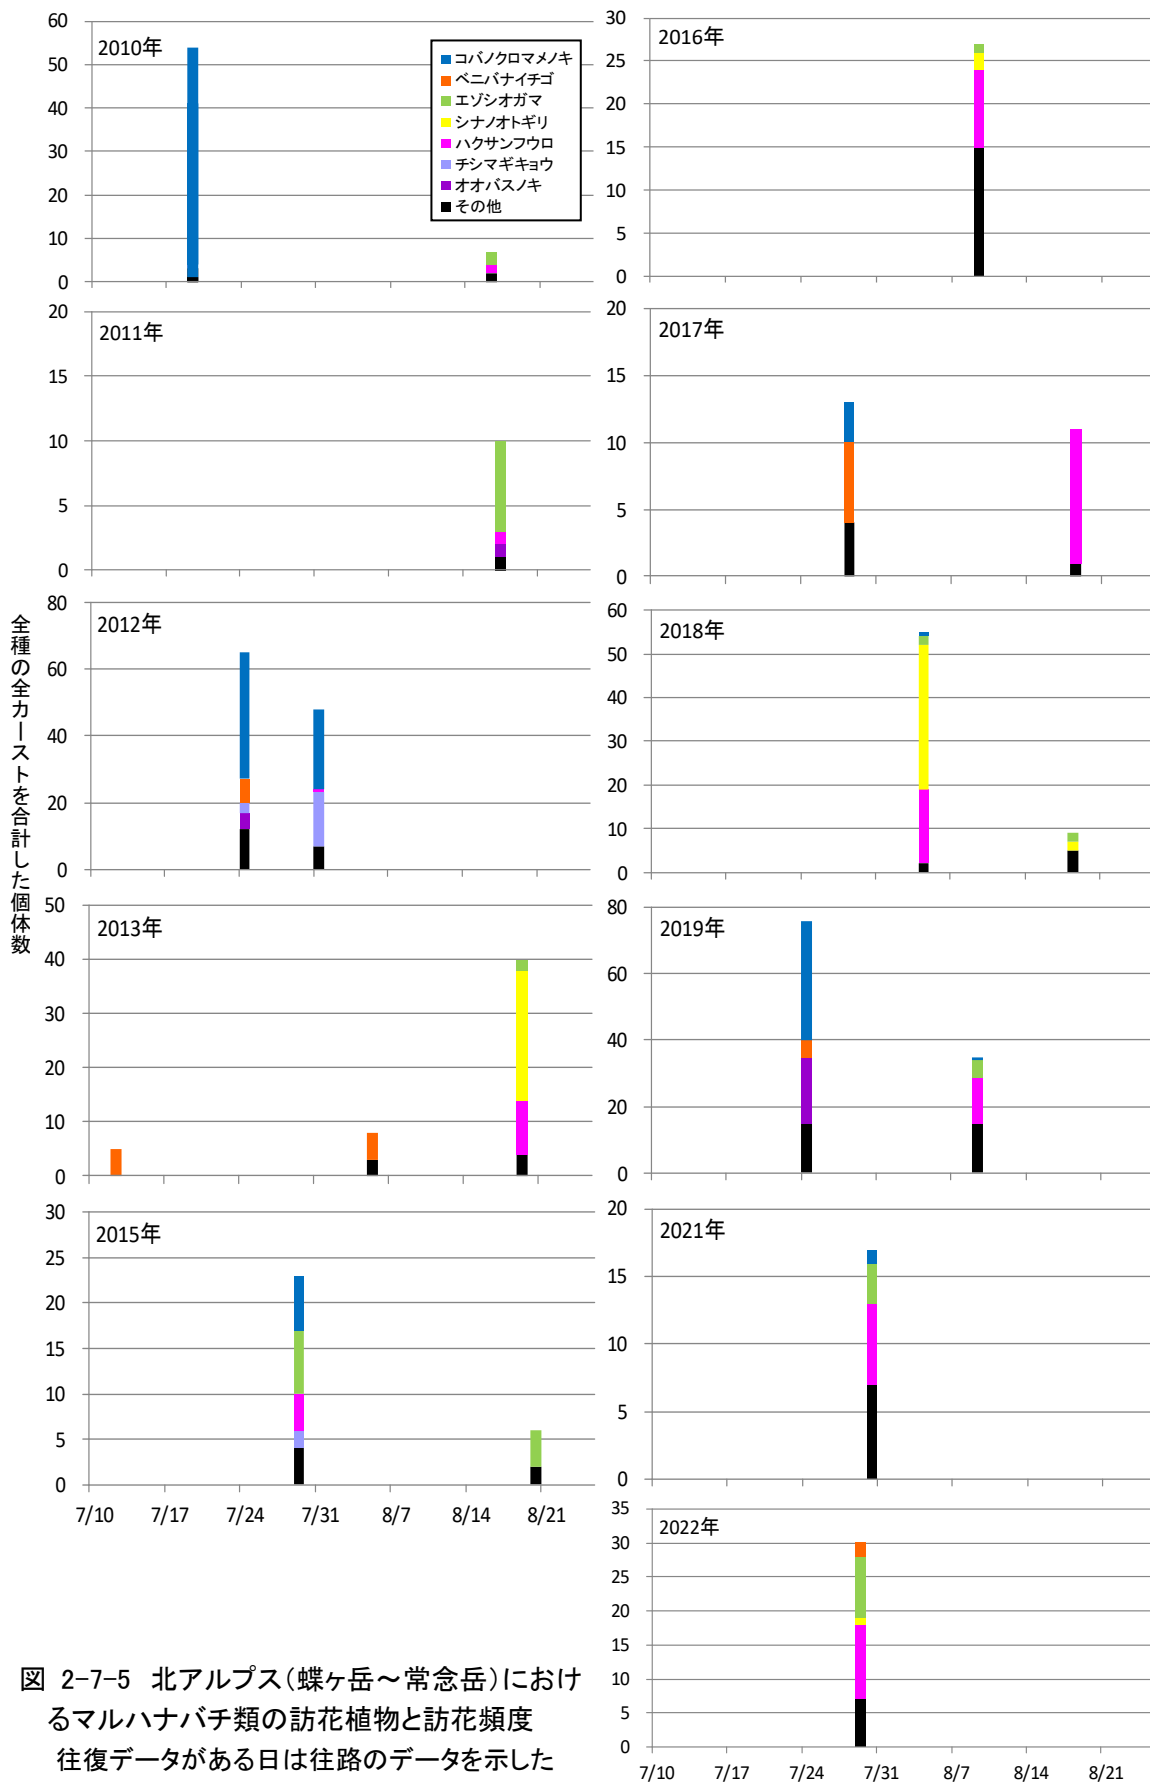 全種の全カーストを合計した個体数
2010年
60
50
40
30
20
10
0
コバノクロマメノキ
ベニバナイチゴ
エゾシオガマ
シナノオトギリ
ハクサンフウロ
チシマギキョウ
オオバスノキ
その他
2011年
20
15
10
5
0
2012年
80
60
40
20
0
2013年
50
40
30
20
10
0
2015年
30
25
20
15
10
5
0
7/10 7/17 7/24 7/31 8/7 8/14 8/21
2016年
30
25
20
15
10
5
0
2017年
20
15
10
5
0
2018年
60
50
40
30
20
10
0
2019年
80
60
40
20
0
2021年
20
15
10
5
0
2022年
35
30
25
20
15
10
5
0
7/10 7/17 7/24 7/31 8/7 8/14 8/21
図 2-7-5 北アルプス(蝶ヶ岳~常念岳)におけ
るマルハナバチ類の訪花植物と訪花頻度
往復データがある日は往路のデータを示した